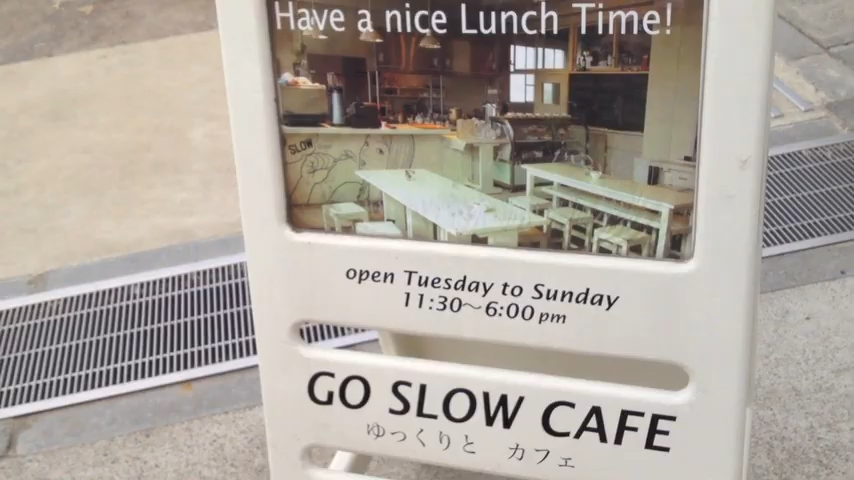 Have a nice Lunch Time!
SLOW
open Tuesday to Sunday
11:30～6:00 pm
GO SLOW CAFE
ゆっくりと カフェ